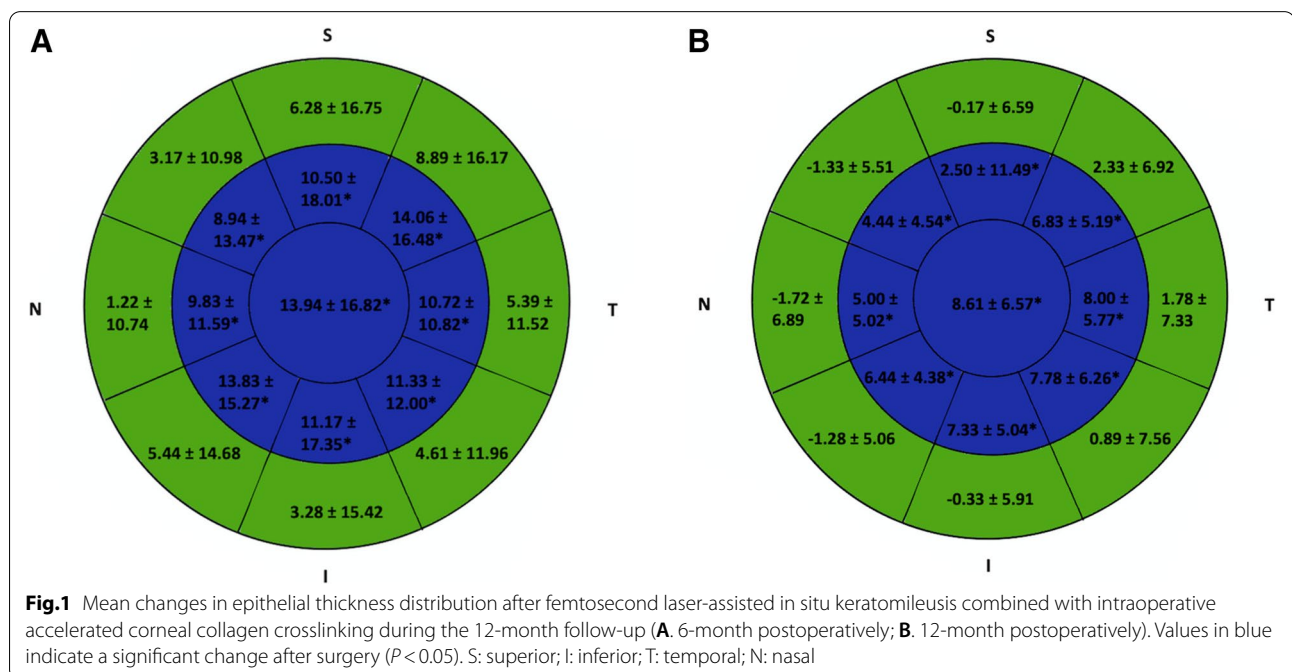 A
B
S
S
6.28 ± 16.75
-0.17 ± 6.59
3.17 ± 10.98
8.89 ± 16.17
-1.33 ± 5.51
2.33 ± 6.92
10.50 ±
18.01*
2.50 ± 11.49*
8.94 ±
13.47*
14.06 ±
16.48*
4.44 ± 4.54*
6.83 ± 5.19*
N
1.22 ±
10.74
9.83 ±
11.59*
13.94 ± 16.82*
10.72 ±
10.82*
5.39 ±
11.52
T
N
-1.72 ±
6.89
5.00 ±
5.02*
8.61 ± 6.57*
8.00 ±
5.77*
1.78 ±
7.33
T
13.83 ±
15.27*
11.33 ±
12.00*
6.44 ± 4.38*
7.78 ± 6.26*
11.17 ±
17.35*
7.33 ± 5.04*
5.44 ± 14.68
4.61 ± 11.96
-1.28 ± 5.06
0.89 ± 7.56
3.28 ± 15.42
-0.33 ± 5.91
I
I
Fig.1 Mean changes in epithelial thickness distribution after femtosecond laser-assisted in situ keratomileusis combined with intraoperative
accelerated corneal collagen crosslinking during the 12-month follow-up (A. 6-month postoperatively; B. 12-month postoperatively). Values in blue
indicate a significant change after surgery (P < 0.05). S: superior; I: inferior; T: temporal; N: nasal